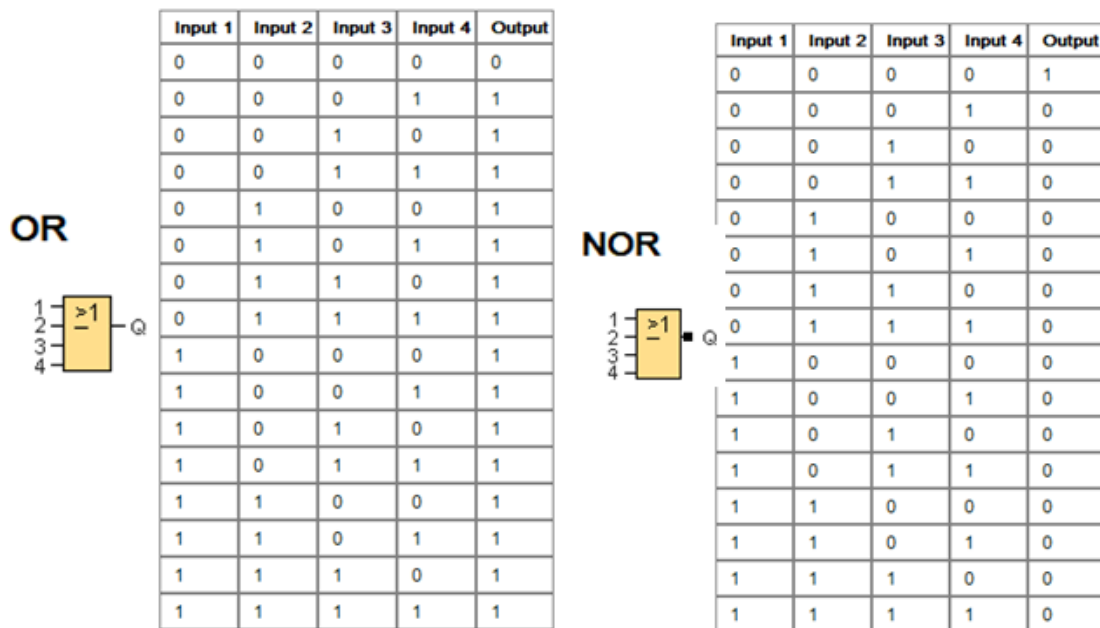 OR
1
2
3
4
≥1
Q
Input 1 Input 2 Input 3 Input 4 Output
0 0 0 0 0
0 0 0 1 1
0 0 1 0 1
0 0 1 1 1
0 1 0 0 1
0 1 0 1 1
0 1 1 0 1
0 1 1 1 1
1 0 0 0 1
1 0 0 1 1
1 0 1 0 1
1 0 1 1 1
1 1 0 0 1
1 1 0 1 1
1 1 1 0 1
1 1 1 1 1
NOR
1
2
3
4
≥1
Q
Input 1 Input 2 Input 3 Input 4 Output
0 0 0 0 1
0 0 0 1 0
0 0 1 0 0
0 0 1 1 0
0 1 0 0 0
0 1 0 1 0
0 1 1 0 0
0 1 1 1 0
1 0 0 0 0
1 0 0 1 0
1 0 1 0 0
1 0 1 1 0
1 1 0 0 0
1 1 0 1 0
1 1 1 0 0
1 1 1 1 0